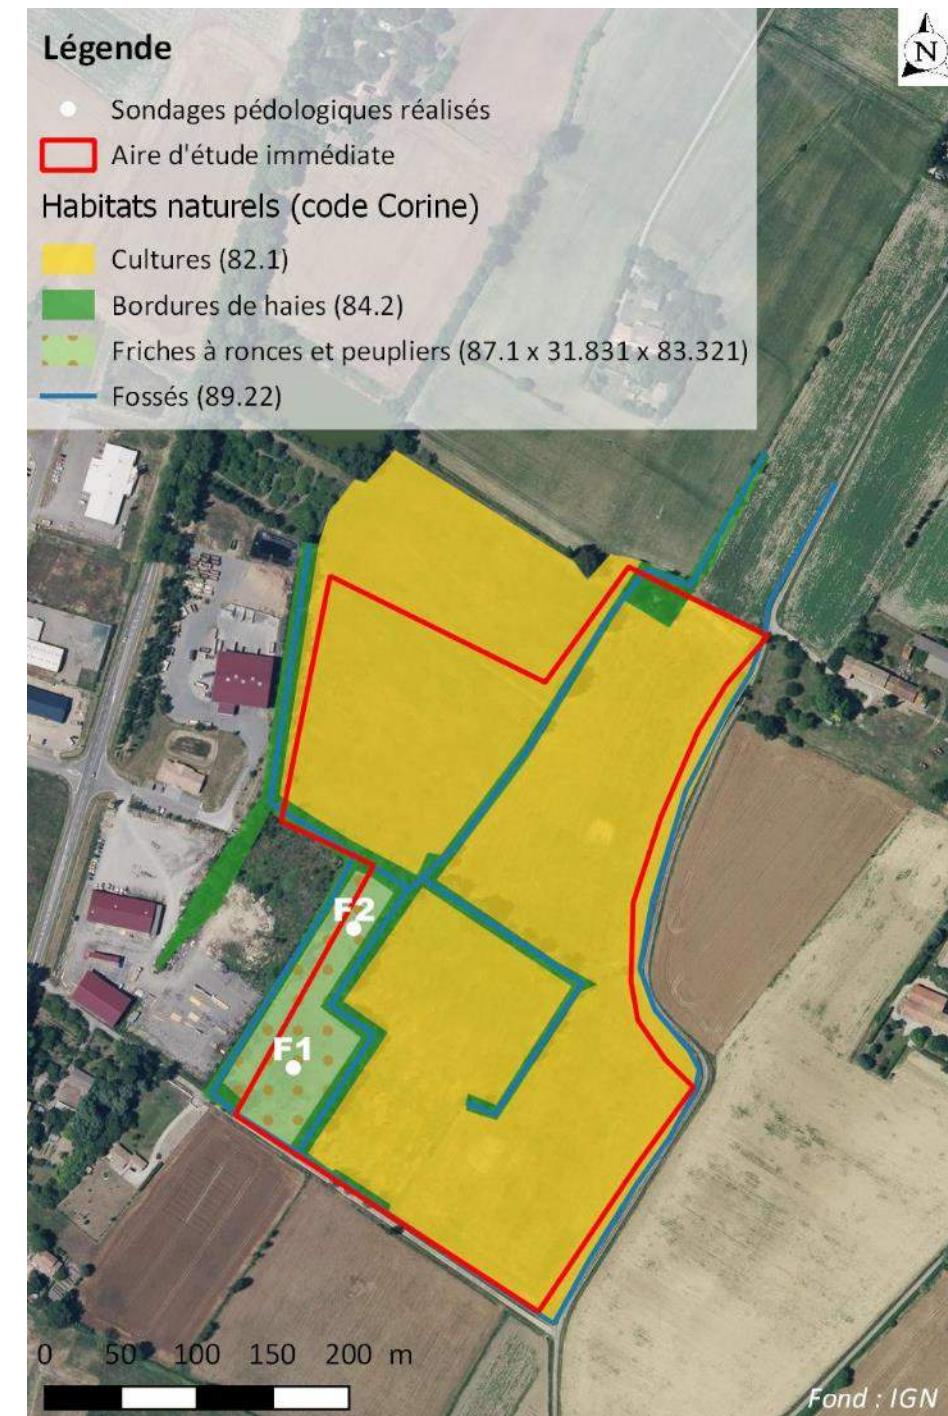 Légende
N
Sondages pédologiques réalisés
Aire d'étude immédiate
Habitats naturels (code Corine)
Cultures (82.1)
Bordures de haies (84.2)
Friches à ronces et peupliers (87.1 x 31.831 x 83.321)
Fossés (89.22)
F2
F1
0 50 100 150 200 m
Fond : IGN